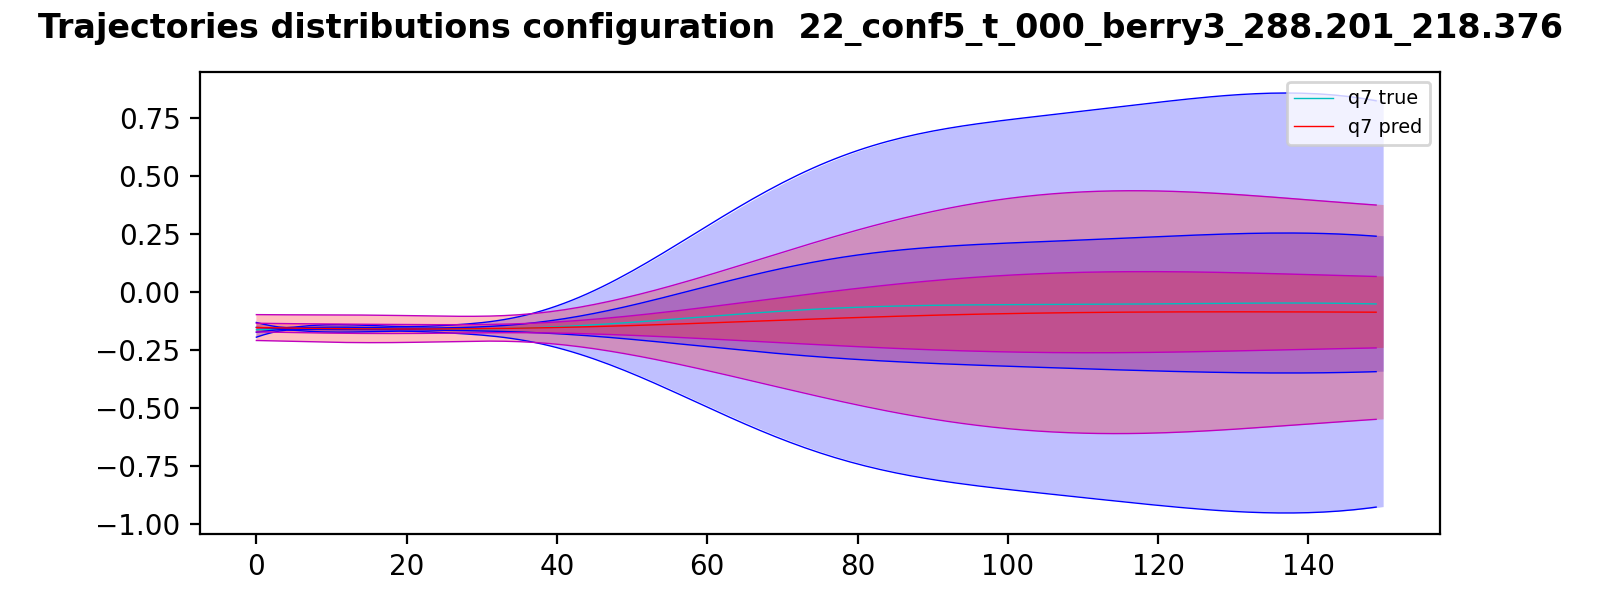 Trajectories distributions configuration  22_conf5_t_000_berry3_288.201_218.376
q7 true
q7 pred
0.75
0.50
0.25
0.00
−0.25
−0.50
−0.75
−1.00
0 20 40 60 80 100 120 140